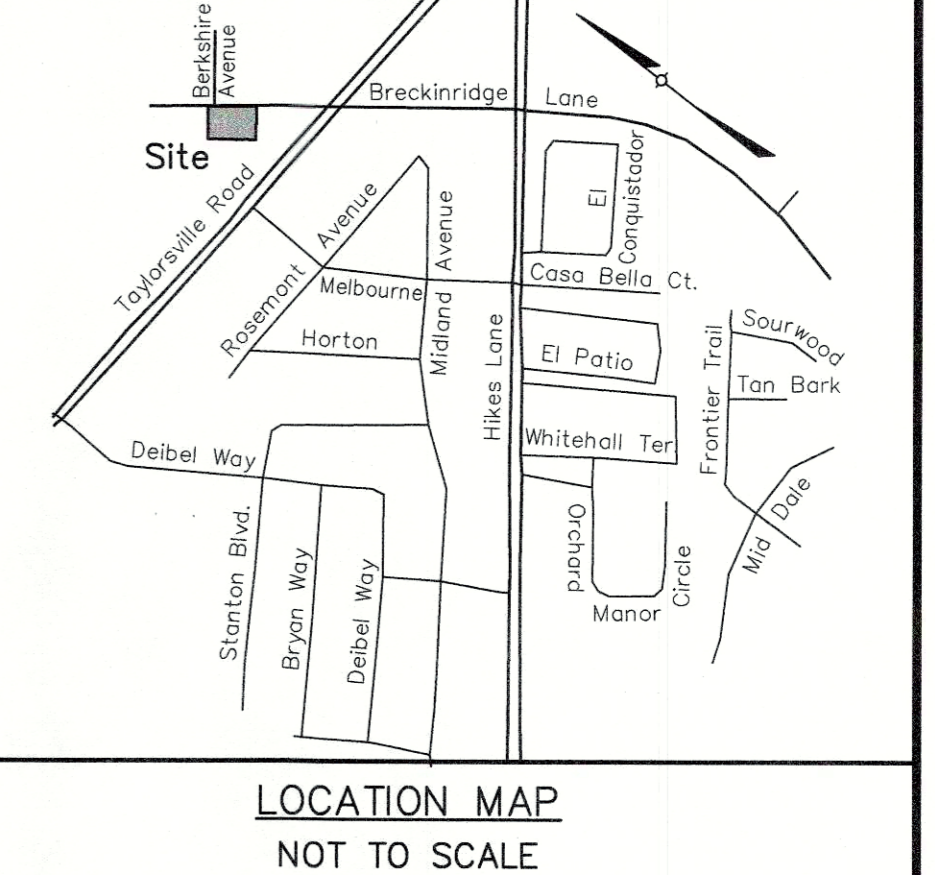 Berkshire
Avenue
Breckinridge Lane
Site
Taylorsville Road
Rosemont Avenue
Midland Avenue
El
Conquistador
Melbourne
Casa Bella Ct.
Horton
Hikes Lane
El Patio
Sourwood
Frontier Trail
Tan Bark
Deibel Way
Whitehall Ter.
Stanton Blvd.
Bryan Way
Deibel Way
Orchard
Manor
Circle
Mid Dale
LOCATION MAP
NOT TO SCALE